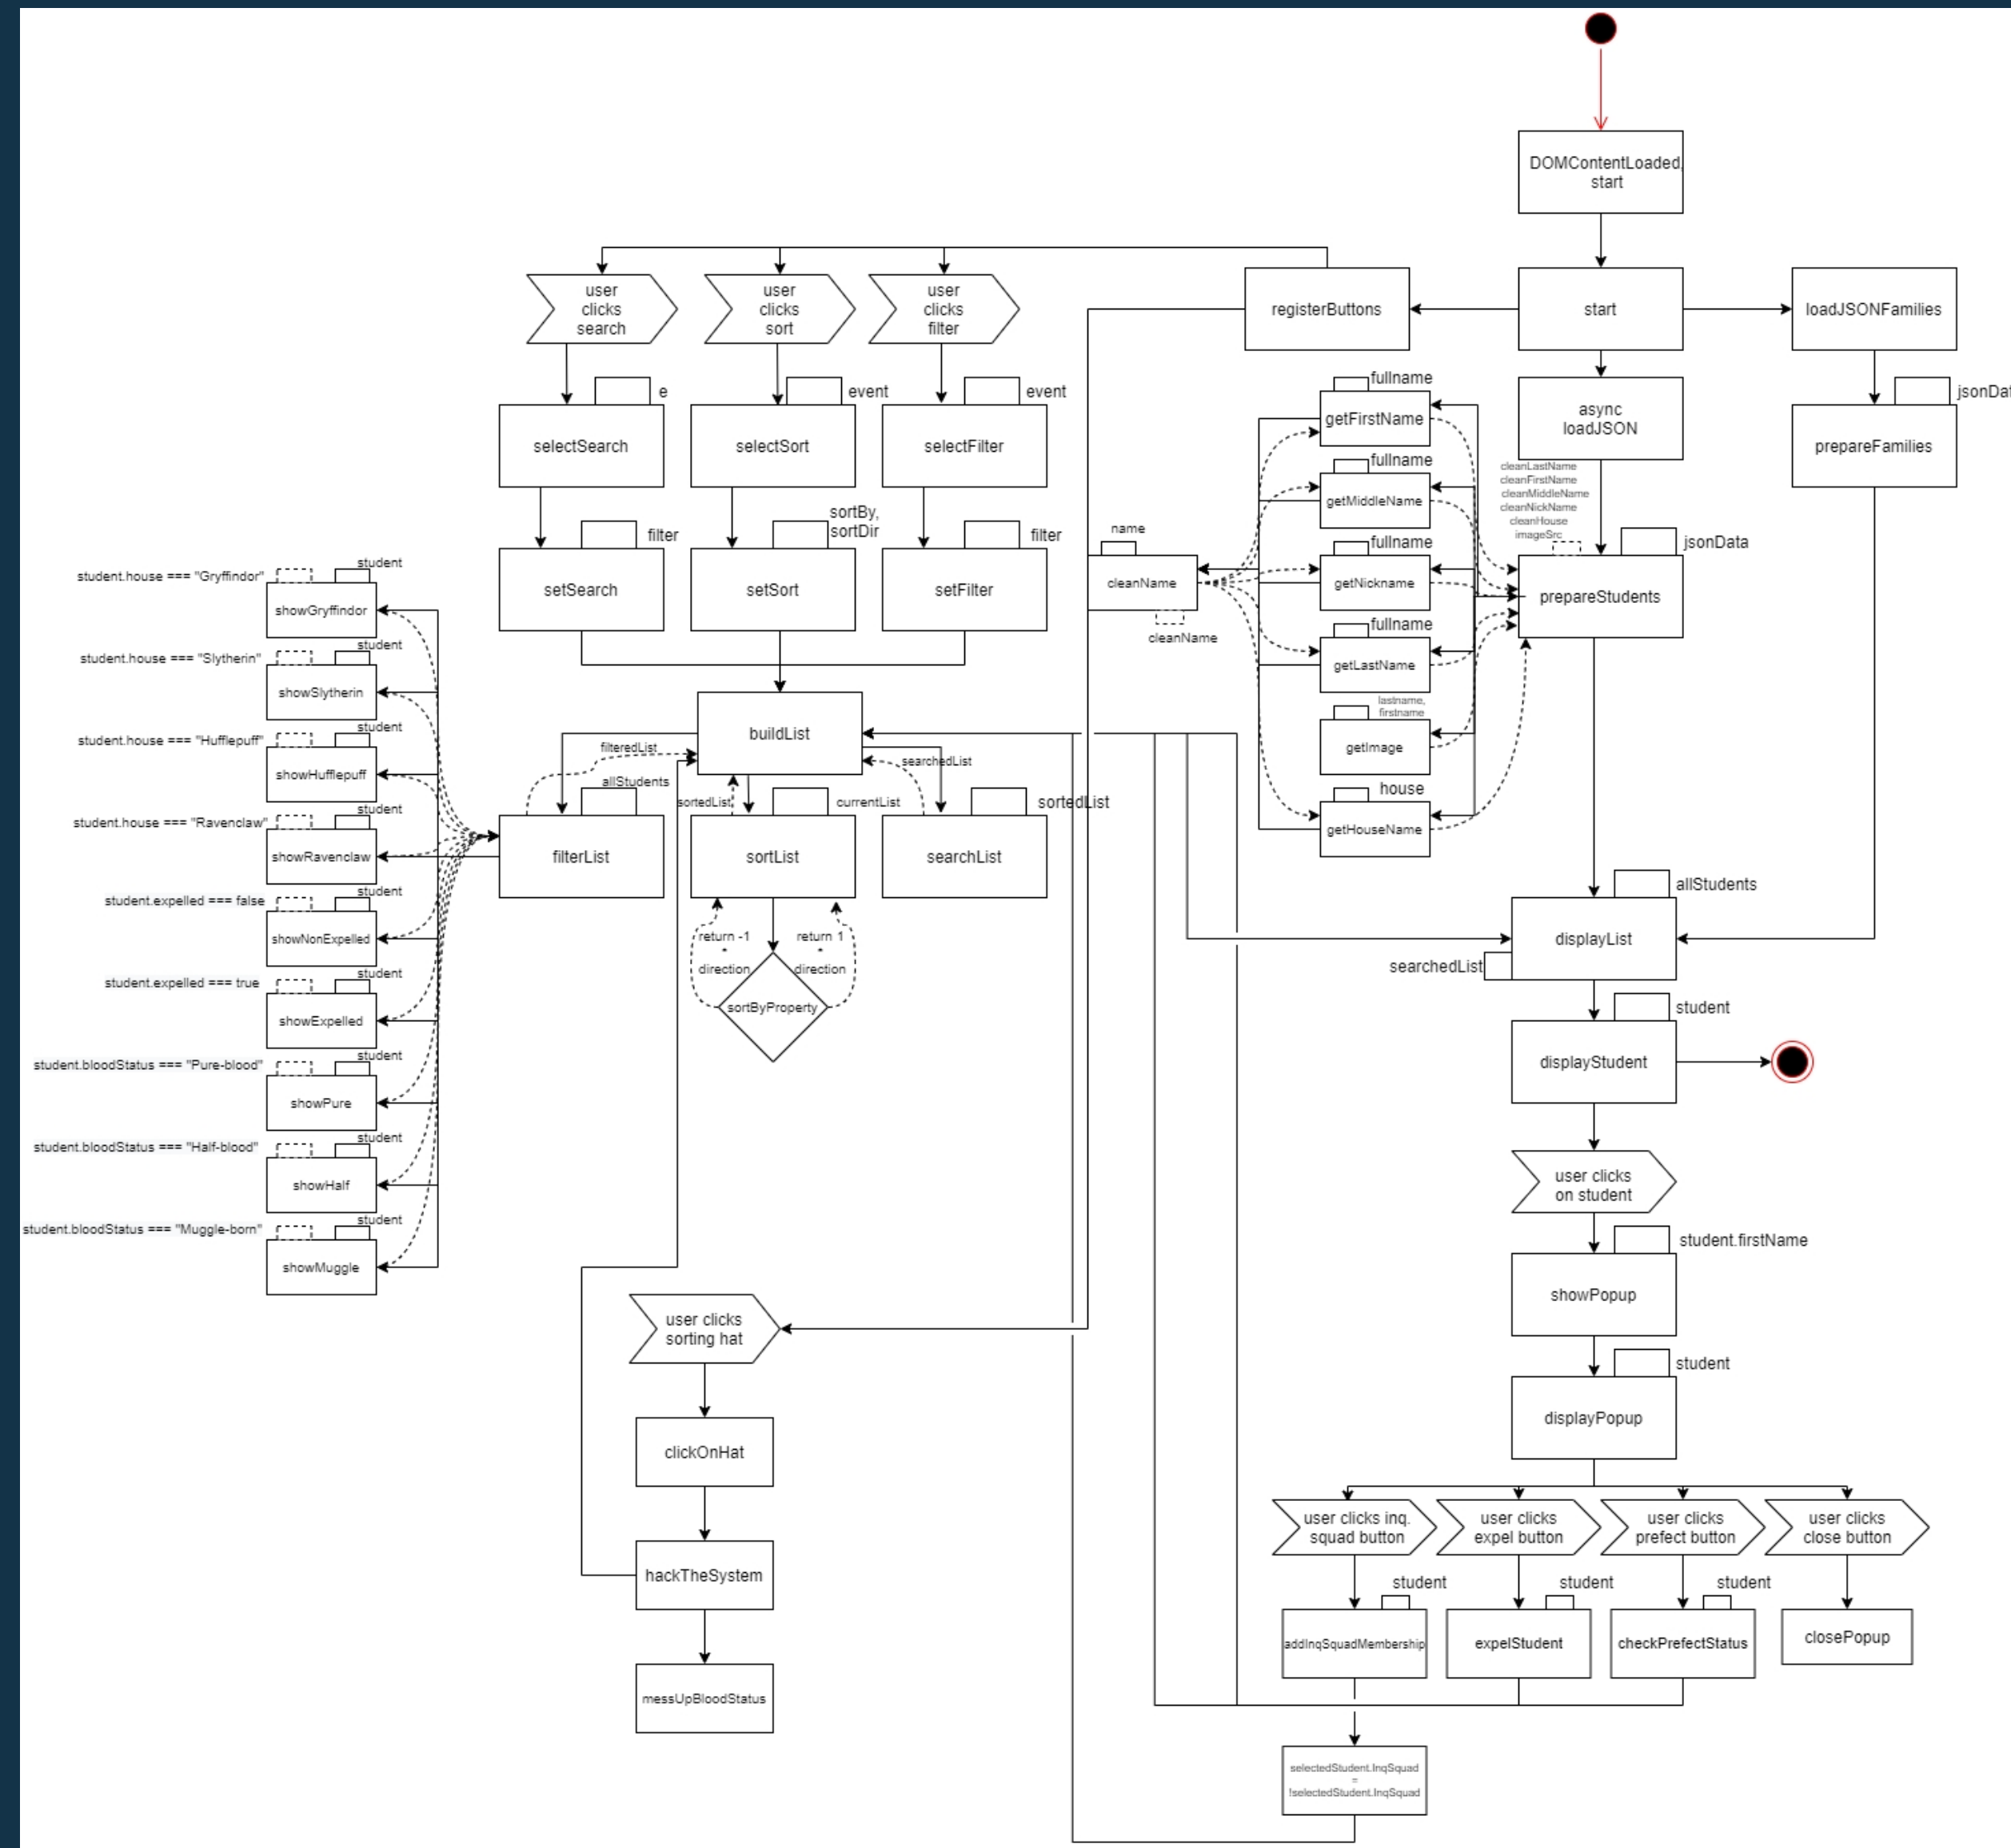 DOMContentLoaded,
start
user
clicks
search
user
clicks
sort
user
clicks
filter
registerButtons
start
loadJSONFamilies
e
event
event
fullname
jsonDat
selectSearch
selectSort
selectFilter
getFirstName
async
loadJSON
prepareFamilies
fullname
getMiddleName
cleanLastName
cleanFirstName
cleanMiddleName
cleanNickName
cleanHouse
imageSrc
filter
sortBy,
sortDir
filter
name
fullname
jsonData
setSearch
setSort
setFilter
cleanName
cleanName
getNickname
prepareStudents
fullname
getLastName
lastname,
firstname
getImage
house
getHouseName
student.house === "Gryffindor"
student
showGryffindor
student.house === "Slytherin"
student
showSlytherin
student.house === "Hufflepuff"
student
showHufflepuff
student.house === "Ravenclaw"
student
showRavenclaw
student.expelled === false
student
showNonExpelled
student.expelled === true
student
showExpelled
student.bloodStatus === "Pure-blood"
student
showPure
student.bloodStatus === "Half-blood"
student
showHalf
student.bloodStatus === "Muggle-born"
student
showMuggle
buildList
filteredList
searchedList
allStudents
sortedList
currentList
sortedList
filterList
sortList
searchList
return -1
*
direction
return 1
*
direction
sortByProperty
allStudents
displayList
searchedList
student
displayStudent
user clicks
on student
student.firstName
showPopup
student
displayPopup
user clicks
sorting hat
clickOnHat
hackTheSystem
messUpBloodStatus
user clicks inq.
squad button
user clicks
expel button
user clicks
prefect button
user clicks
close button
student
student
student
addInqSquadMembership
expelStudent
checkPrefectStatus
closePopup
selectedStudent.InqSquad
=
!selectedStudent.InqSquad